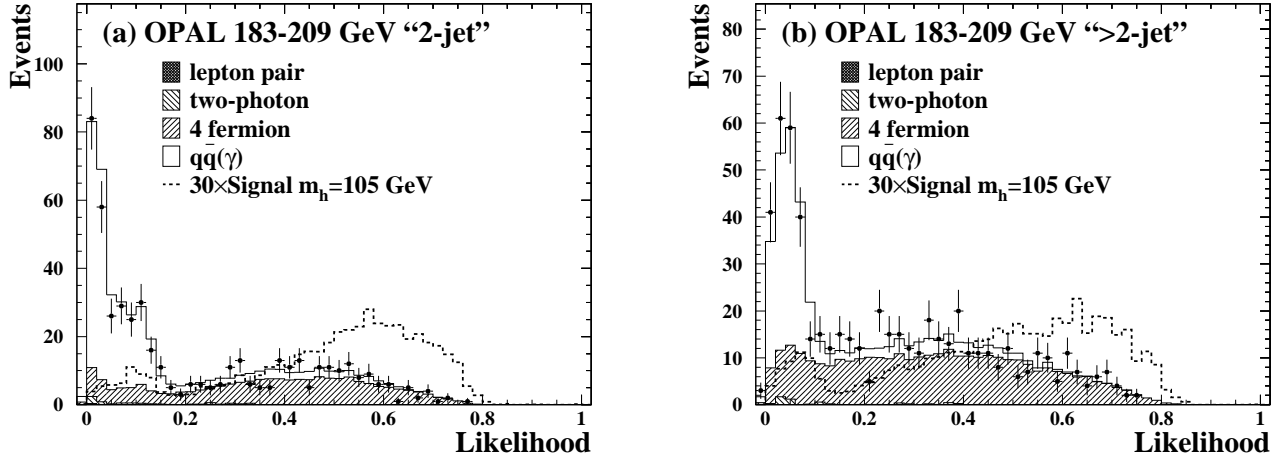 (a) OPAL 183-209 GeV “2-jet”
Events
100
80
60
40
20
0
lepton pair
two-photon
4 fermion
qq̄(γ)
30×Signal m_h=105 GeV
0 0.2 0.4 0.6 0.8 1
Likelihood
(b) OPAL 183-209 GeV “>2-jet”
Events
80
70
60
50
40
30
20
10
0
lepton pair
two-photon
4 fermion
qq̄(γ)
30×Signal m_h=105 GeV
0 0.2 0.4 0.6 0.8 1
Likelihood